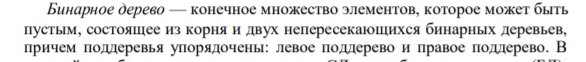 Бинарное дерево — конечное множество элементов, которое может быть
пустым, состоящее из корня и двух непересекающихся бинарных деревьев,
причем поддеревья упорядочены: левое поддерево и правое поддерево. В